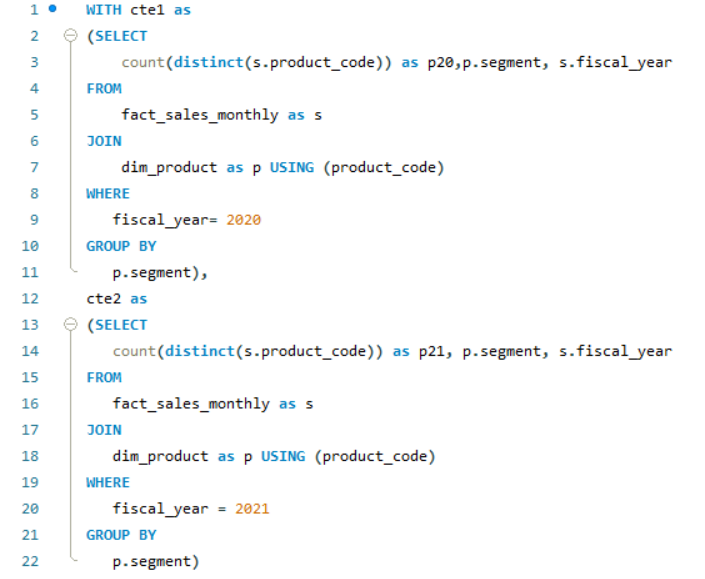 1 WITH cte1 as
2 (SELECT
3 count(distinct(s.product_code)) as p20,p.segment, s.fiscal_year
4 FROM
5 fact_sales_monthly as s
6 JOIN
7 dim_product as p USING (product_code)
8 WHERE
9 fiscal_year= 2020
10 GROUP BY
11 p.segment),
12 cte2 as
13 (SELECT
14 count(distinct(s.product_code)) as p21, p.segment, s.fiscal_year
15 FROM
16 fact_sales_monthly as s
17 JOIN
18 dim_product as p USING (product_code)
19 WHERE
20 fiscal_year = 2021
21 GROUP BY
22 p.segment)